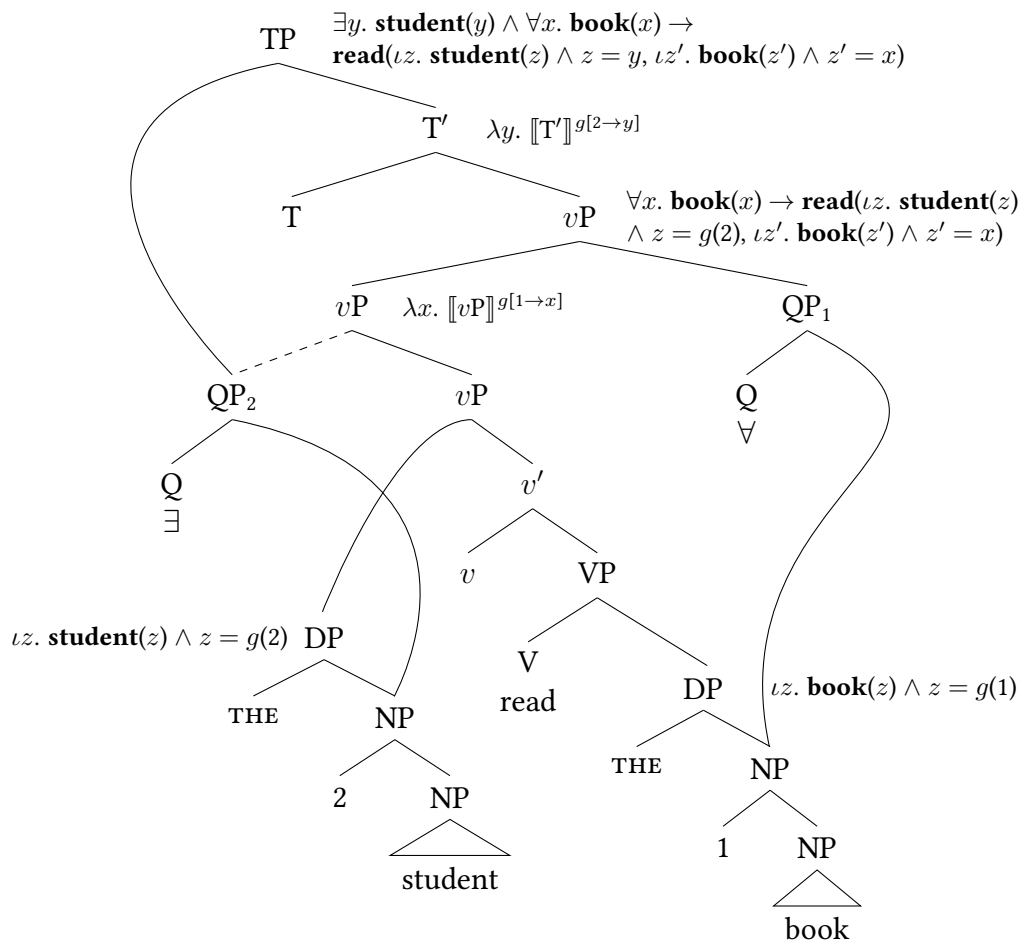 ∃y. student(y) ∧ ∀x. book(x) →
TP
read(ιz. student(z) ∧ z = y, ιz′. book(z′) ∧ z′ = x)
T′ λy. ⟦T′⟧^{g[2→y]}
T
vP
∀x. book(x) → read(ιz. student(z)
∧ z = g(2), ιz′. book(z′) ∧ z′ = x)
vP λx. ⟦vP⟧^{g[1→x]}
QP₁
QP₂
vP
Q
∀
Q
∃
v′
v
VP
ιz. student(z) ∧ z = g(2) DP
V
read
DP
ιz. book(z) ∧ z = g(1)
THE
NP
THE
NP
2
NP
1
NP
student
book